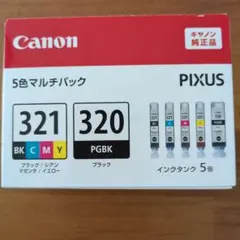 Canon
キヤノン
純正品
5色マルチパック
PIXUS
321
320
BK C M Y
PGBK
ブラック/シアン
マゼンタ/イエロー
ブラック
インクタンク 5個